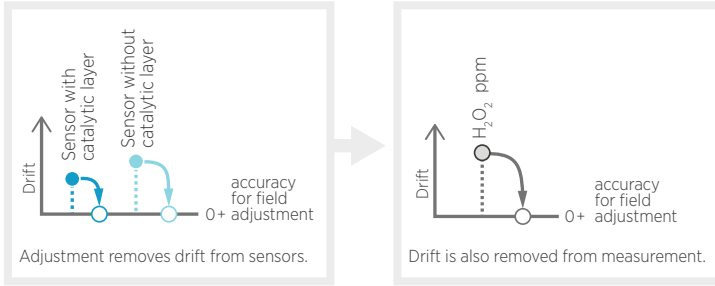 Sensor with
catalytic layer
Sensor without
catalytic layer
Drift
accuracy
for field
0+ adjustment
Adjustment removes drift from sensors.
H₂O₂ ppm
Drift
accuracy
for field
0+ adjustment
Drift is also removed from measurement.